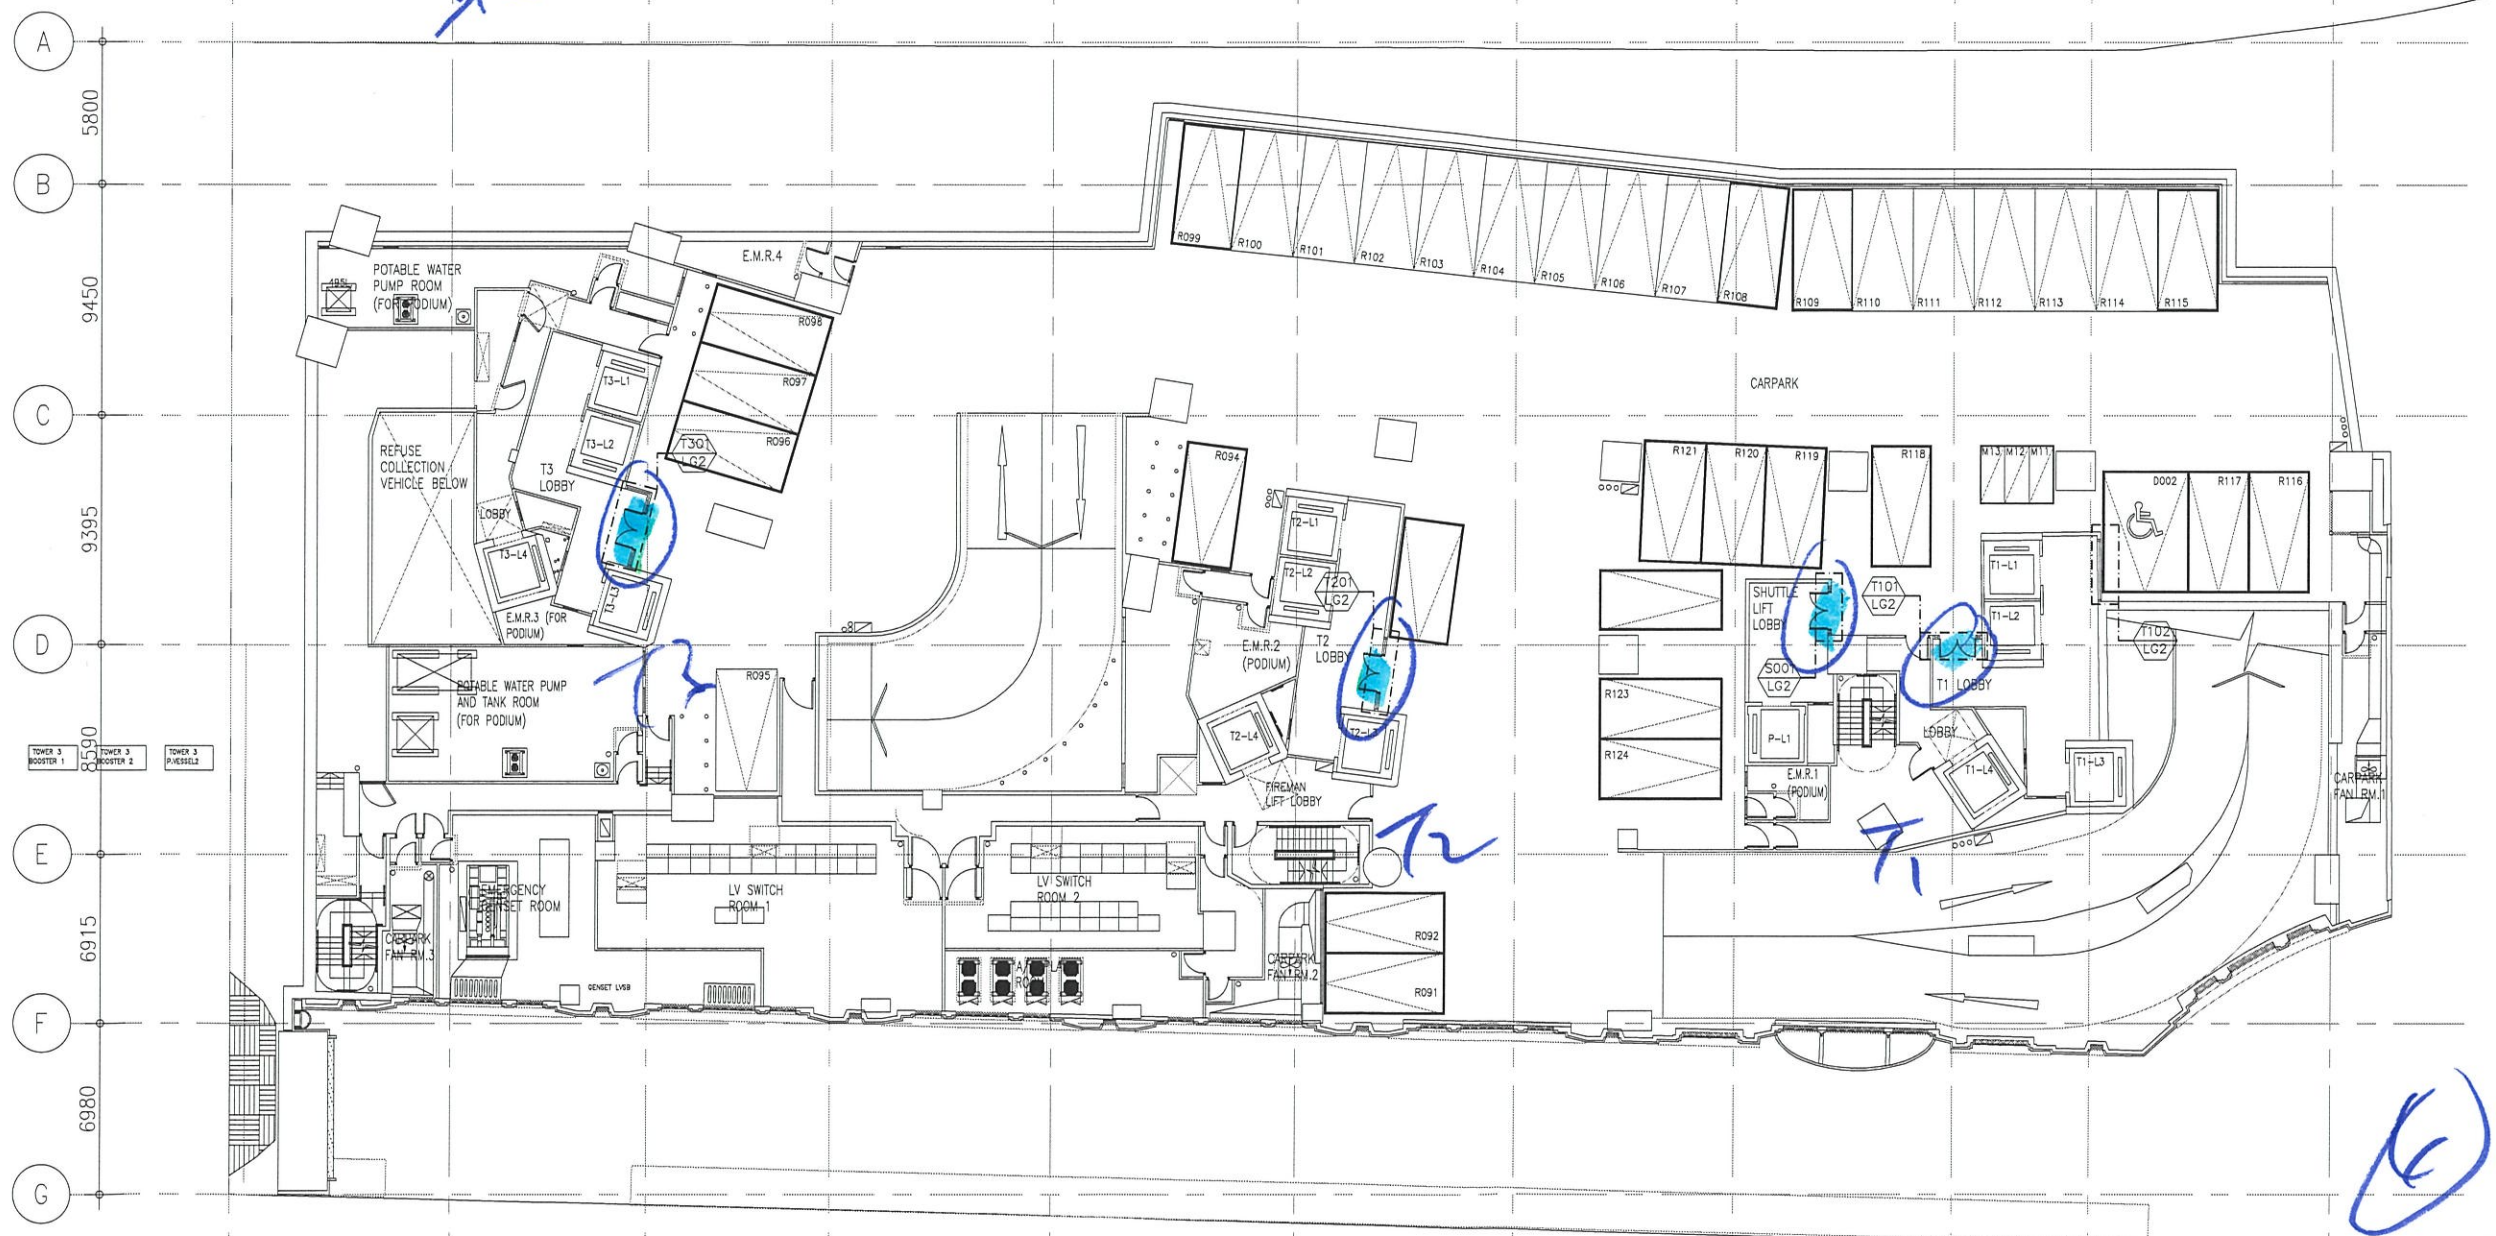 A
5800
B
R099
R100
R101
R102
R103
R104
R105
R106
R107
R108
R109
R110
R111
R112
R113
R114
R115
E.M.R.4
POTABLE WATER
PUMP ROOM
(FOR PODIUM)
9450
R098
R097
R096
T3-L1
T3-L2
CARPARK
C
REFUSE
COLLECTION
VEHICLE BELOW
T3
LOBBY
T301
LG2
LOBBY
T3-L4
T3-L3
E.M.R.3 (FOR
PODIUM)
9395
R094
T2-L1
T2-L2
T201
LG2
R121
R120
R119
R118
M13
M12
M11
D002
R117
R116
SHUTTLE
LIFT
LOBBY
T101
LG2
T1-L1
T1-L2
T102
LG2
D
E.M.R.2
(PODIUM)
T2
LOBBY
S001
LG2
T1 LOBBY
T3
POTABLE WATER PUMP
AND TANK ROOM
(FOR PODIUM)
R095
R123
R124
T2-L4
T2-L3
P-L1
LOBBY
T1-L4
T1-L3
8590
TOWER 3
BOOSTER 1
TOWER 3
BOOSTER 2
TOWER 3
P.VESSEL2
FIREMAN
LIFT LOBBY
E.M.R.1
(PODIUM)
CARPARK
FAN RM.1
T2
T1
E
EMERGENCY
GENSET ROOM
LV SWITCH
ROOM 1
LV SWITCH
ROOM 2
6915
CARPARK
FAN RM.3
CARPARK
FAN RM.2
R092
R091
GENSET LVSB
F
6980
G